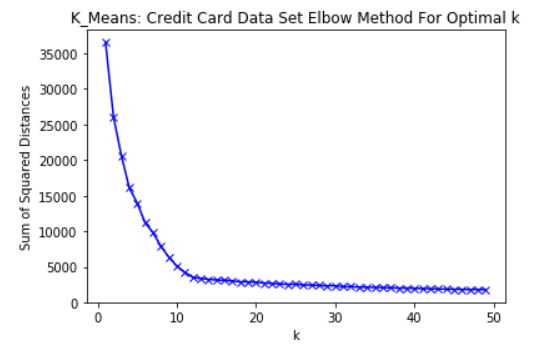 K_Means: Credit Card Data Set Elbow Method For Optimal k
35000
30000
25000
20000
15000
10000
5000
0
Sum of Squared Distances
0 10 20 30 40 50
k